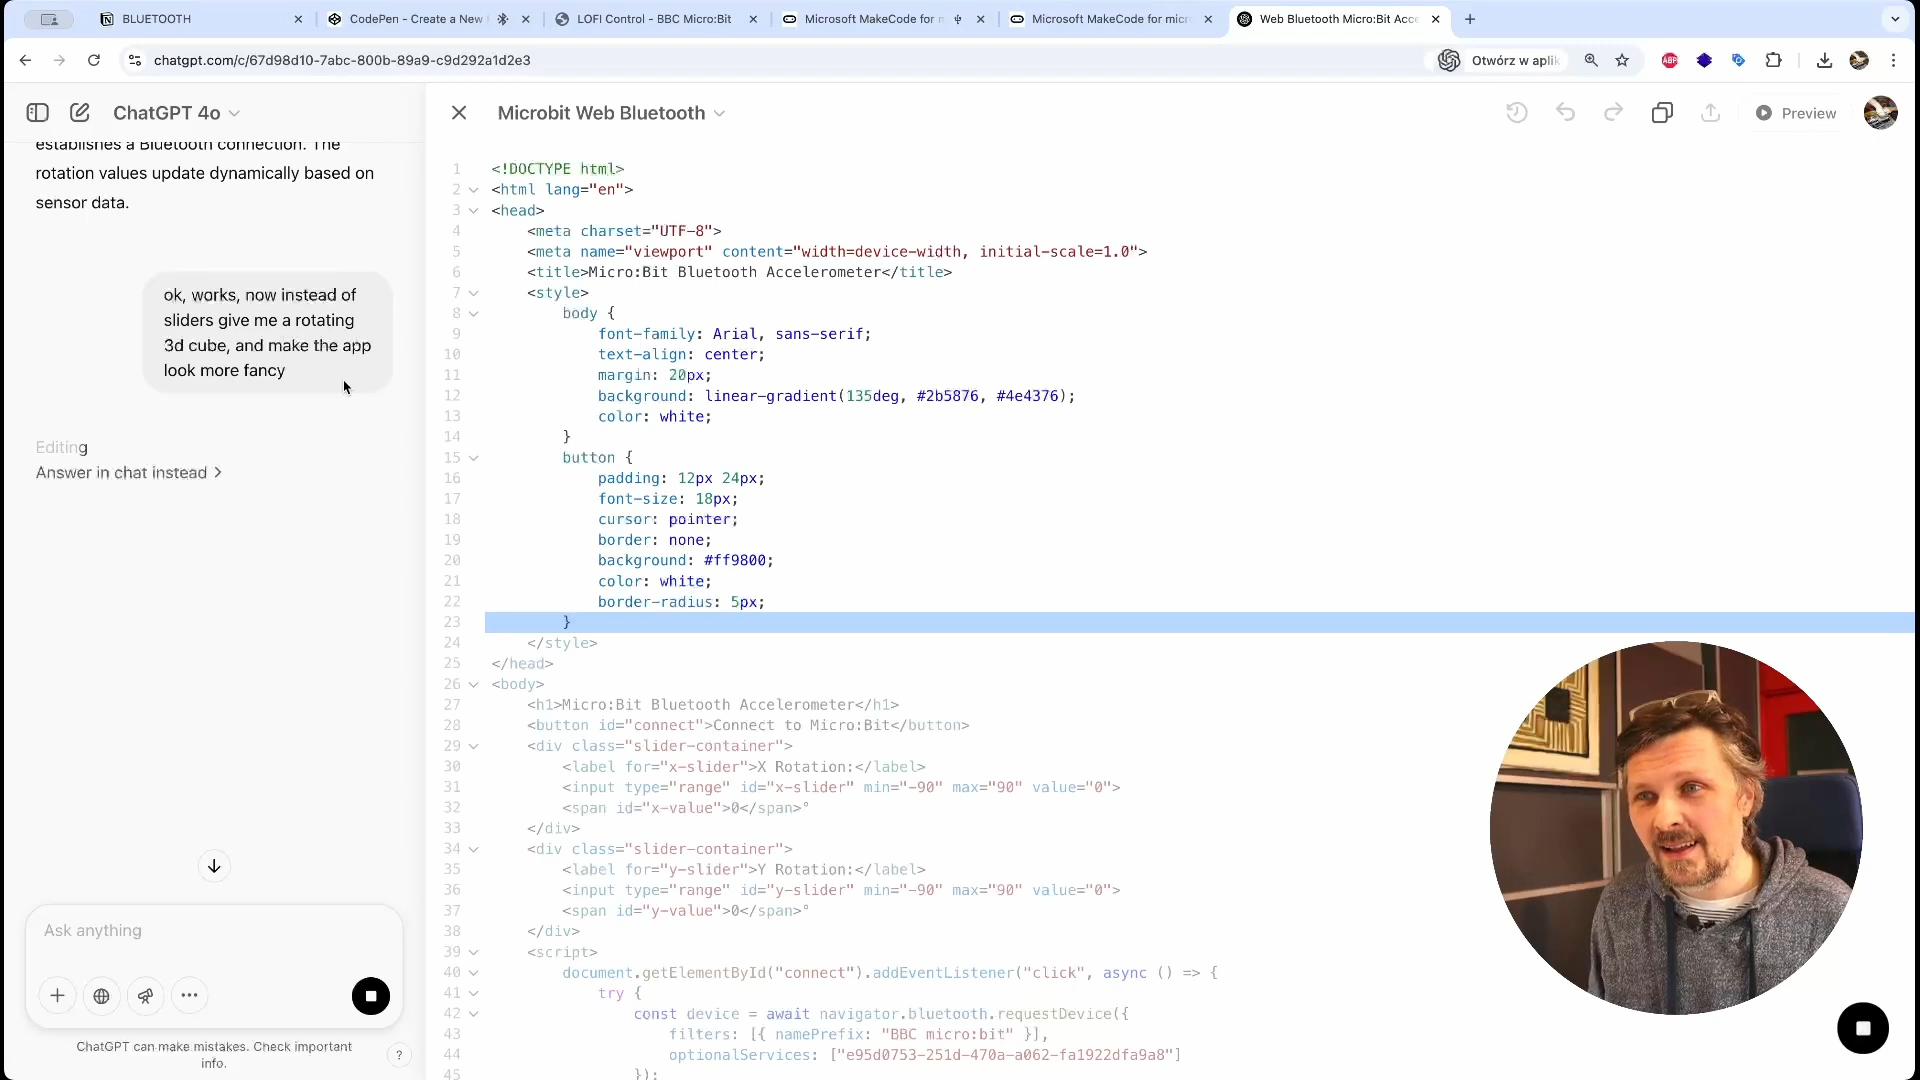 BLUETOOTH
CodePen - Create a New
LOFI Control - BBC Micro:Bit
Microsoft MakeCode for m
Microsoft MakeCode for micr
Web Bluetooth Micro:Bit Acce
chatgpt.com/c/67d98d10-7abc-800b-89a9-c9d292a1d2e3
Otwórz w aplik
ABP
ChatGPT 4o
establishes a Bluetooth connection. The
rotation values update dynamically based on
sensor data.
ok, works, now instead of
sliders give me a rotating
3d cube, and make the app
look more fancy
Editing
Answer in chat instead >
Ask anything
ChatGPT can make mistakes. Check important
info.
?
Microbit Web Bluetooth
Preview
1 <!DOCTYPE html>
2 <html lang="en">
3 <head>
4 <meta charset="UTF-8">
5 <meta name="viewport" content="width=device-width, initial-scale=1.0">
6 <title>Micro:Bit Bluetooth Accelerometer</title>
7 <style>
8 body {
9 font-family: Arial, sans-serif;
10 text-align: center;
11 margin: 20px;
12 background: linear-gradient(135deg, #2b5876, #4e4376);
13 color: white;
14 }
15 button {
16 padding: 12px 24px;
17 font-size: 18px;
18 cursor: pointer;
19 border: none;
20 background: #ff9800;
21 color: white;
22 border-radius: 5px;
23 }
24 </style>
25 </head>
26 <body>
27 <h1>Micro:Bit Bluetooth Accelerometer</h1>
28 <button id="connect">Connect to Micro:Bit</button>
29 <div class="slider-container">
30 <label for="x-slider">X Rotation:</label>
31 <input type="range" id="x-slider" min="-90" max="90" value="0">
32 <span id="x-value">0</span>°
33 </div>
34 <div class="slider-container">
35 <label for="y-slider">Y Rotation:</label>
36 <input type="range" id="y-slider" min="-90" max="90" value="0">
37 <span id="y-value">0</span>°
38 </div>
39 <script>
40 document.getElementById("connect").addEventListener("click", async () => {
41 try {
42 const device = await navigator.bluetooth.requestDevice({
43 filters: [{ namePrefix: "BBC micro:bit" }],
44 optionalServices: ["e95d0753-251d-470a-a062-fa1922dfa9a8"]
45 });